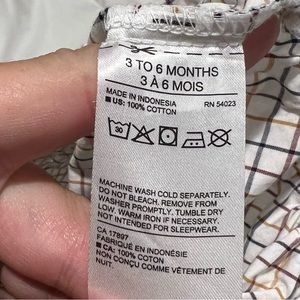 3 TO 6 MONTHS
3 À 6 MOIS
MADE IN INDONESIA RN 54023
■ US: 100% COTTON
30
MACHINE WASH COLD SEPARATELY.
DO NOT BLEACH. REMOVE FROM
WASHER PROMPTLY. TUMBLE DRY
LOW. WARM IRON IF NECESSARY.
NOT INTENDED FOR SLEEPWEAR.
CA 17897
FABRIQUÉ EN INDONÉSIE
■ CA: 100% COTON
NON CONÇU COMME VÊTEMENT DE
NUIT.